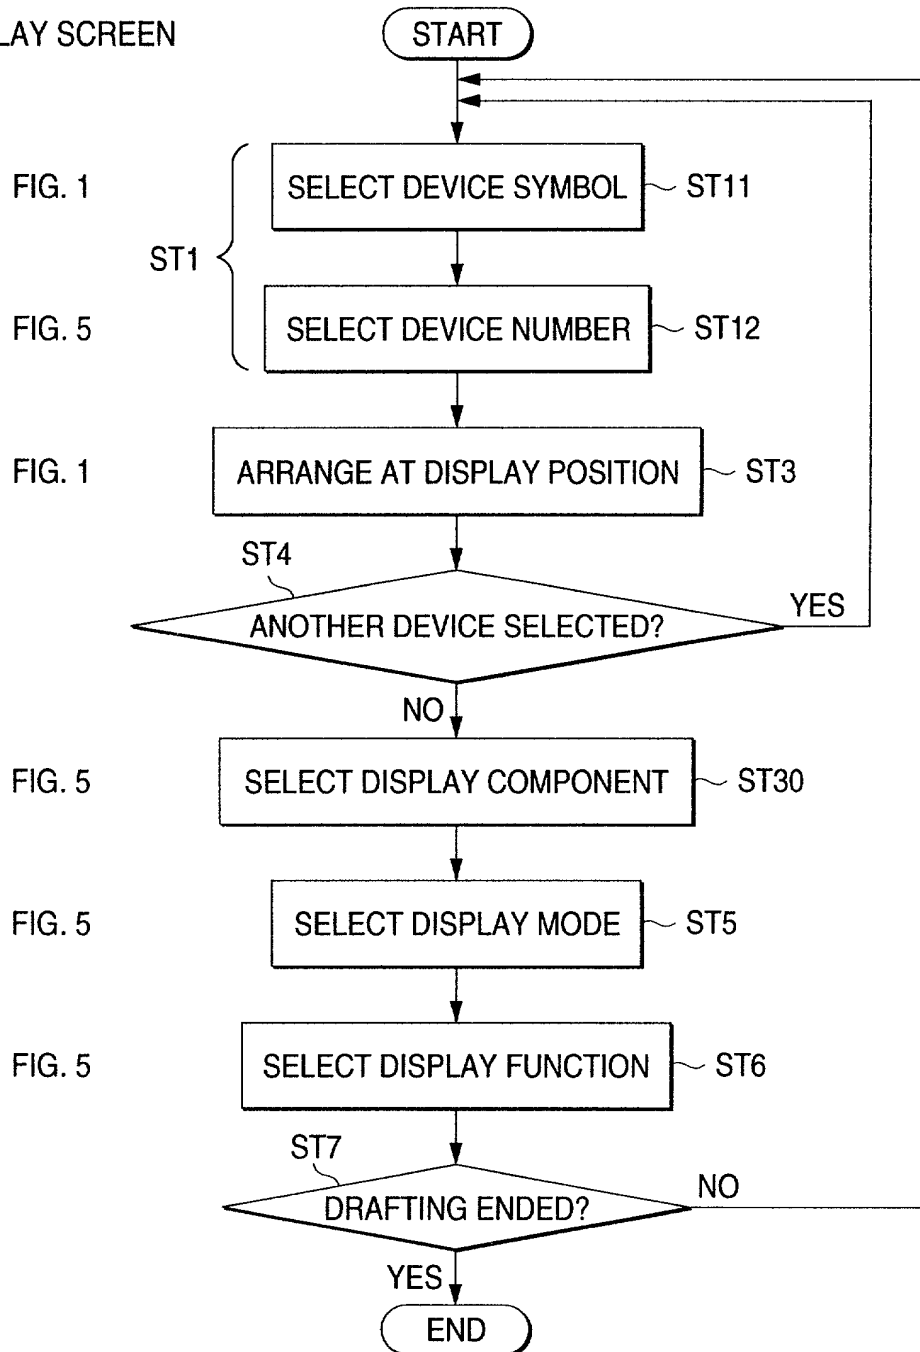 LAY SCREEN
START
FIG. 1
SELECT DEVICE SYMBOL
ST11
ST1
FIG. 5
SELECT DEVICE NUMBER
ST12
FIG. 1
ARRANGE AT DISPLAY POSITION
ST3
ST4
ANOTHER DEVICE SELECTED?
YES
NO
FIG. 5
SELECT DISPLAY COMPONENT
ST30
FIG. 5
SELECT DISPLAY MODE
ST5
FIG. 5
SELECT DISPLAY FUNCTION
ST6
ST7
DRAFTING ENDED?
NO
YES
END